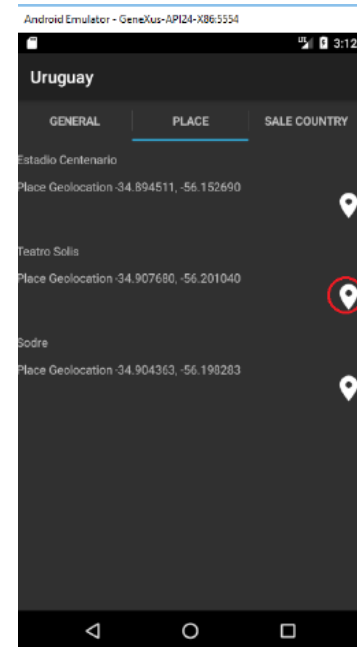 Android Emulator - GeneXus-API24-X86:5554
LTE 3:12
Uruguay
GENERAL PLACE SALE COUNTRY
Estadio Centenario
Place Geolocation -34.894511, -56.152690
Teatro Solis
Place Geolocation -34.907680, -56.201040
Sodre
Place Geolocation -34.904363, -56.198283